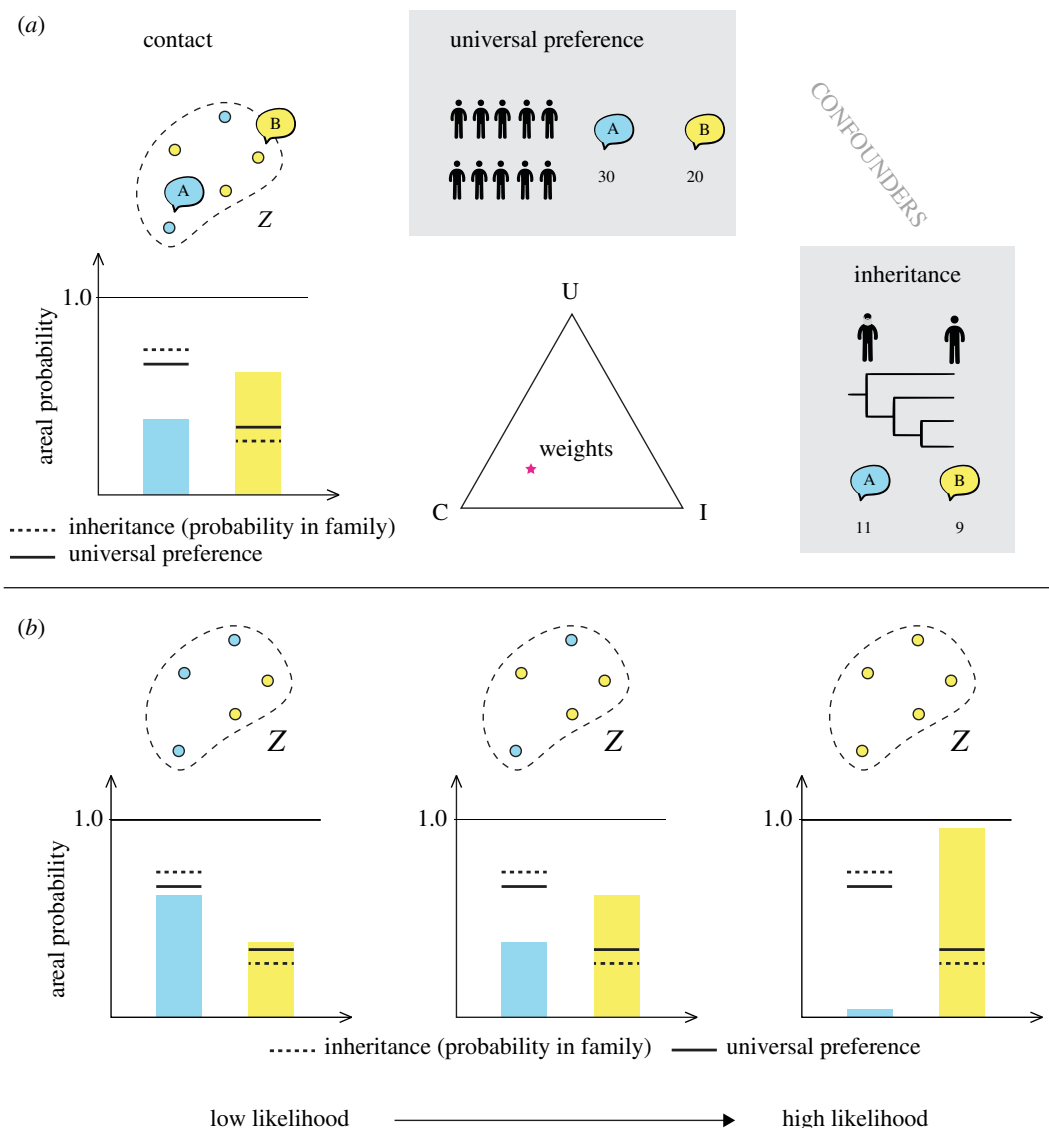 (a)
contact
universal preference
CONFOUNDERS
B
A
Z
A
B
30
20
1.0
areal probability
inheritance (probability in family)
universal preference
U
weights
C
I
inheritance
A
B
11
9
(b)
Z
Z
Z
1.0
1.0
1.0
areal probability
inheritance (probability in family)
universal preference
low likelihood
high likelihood